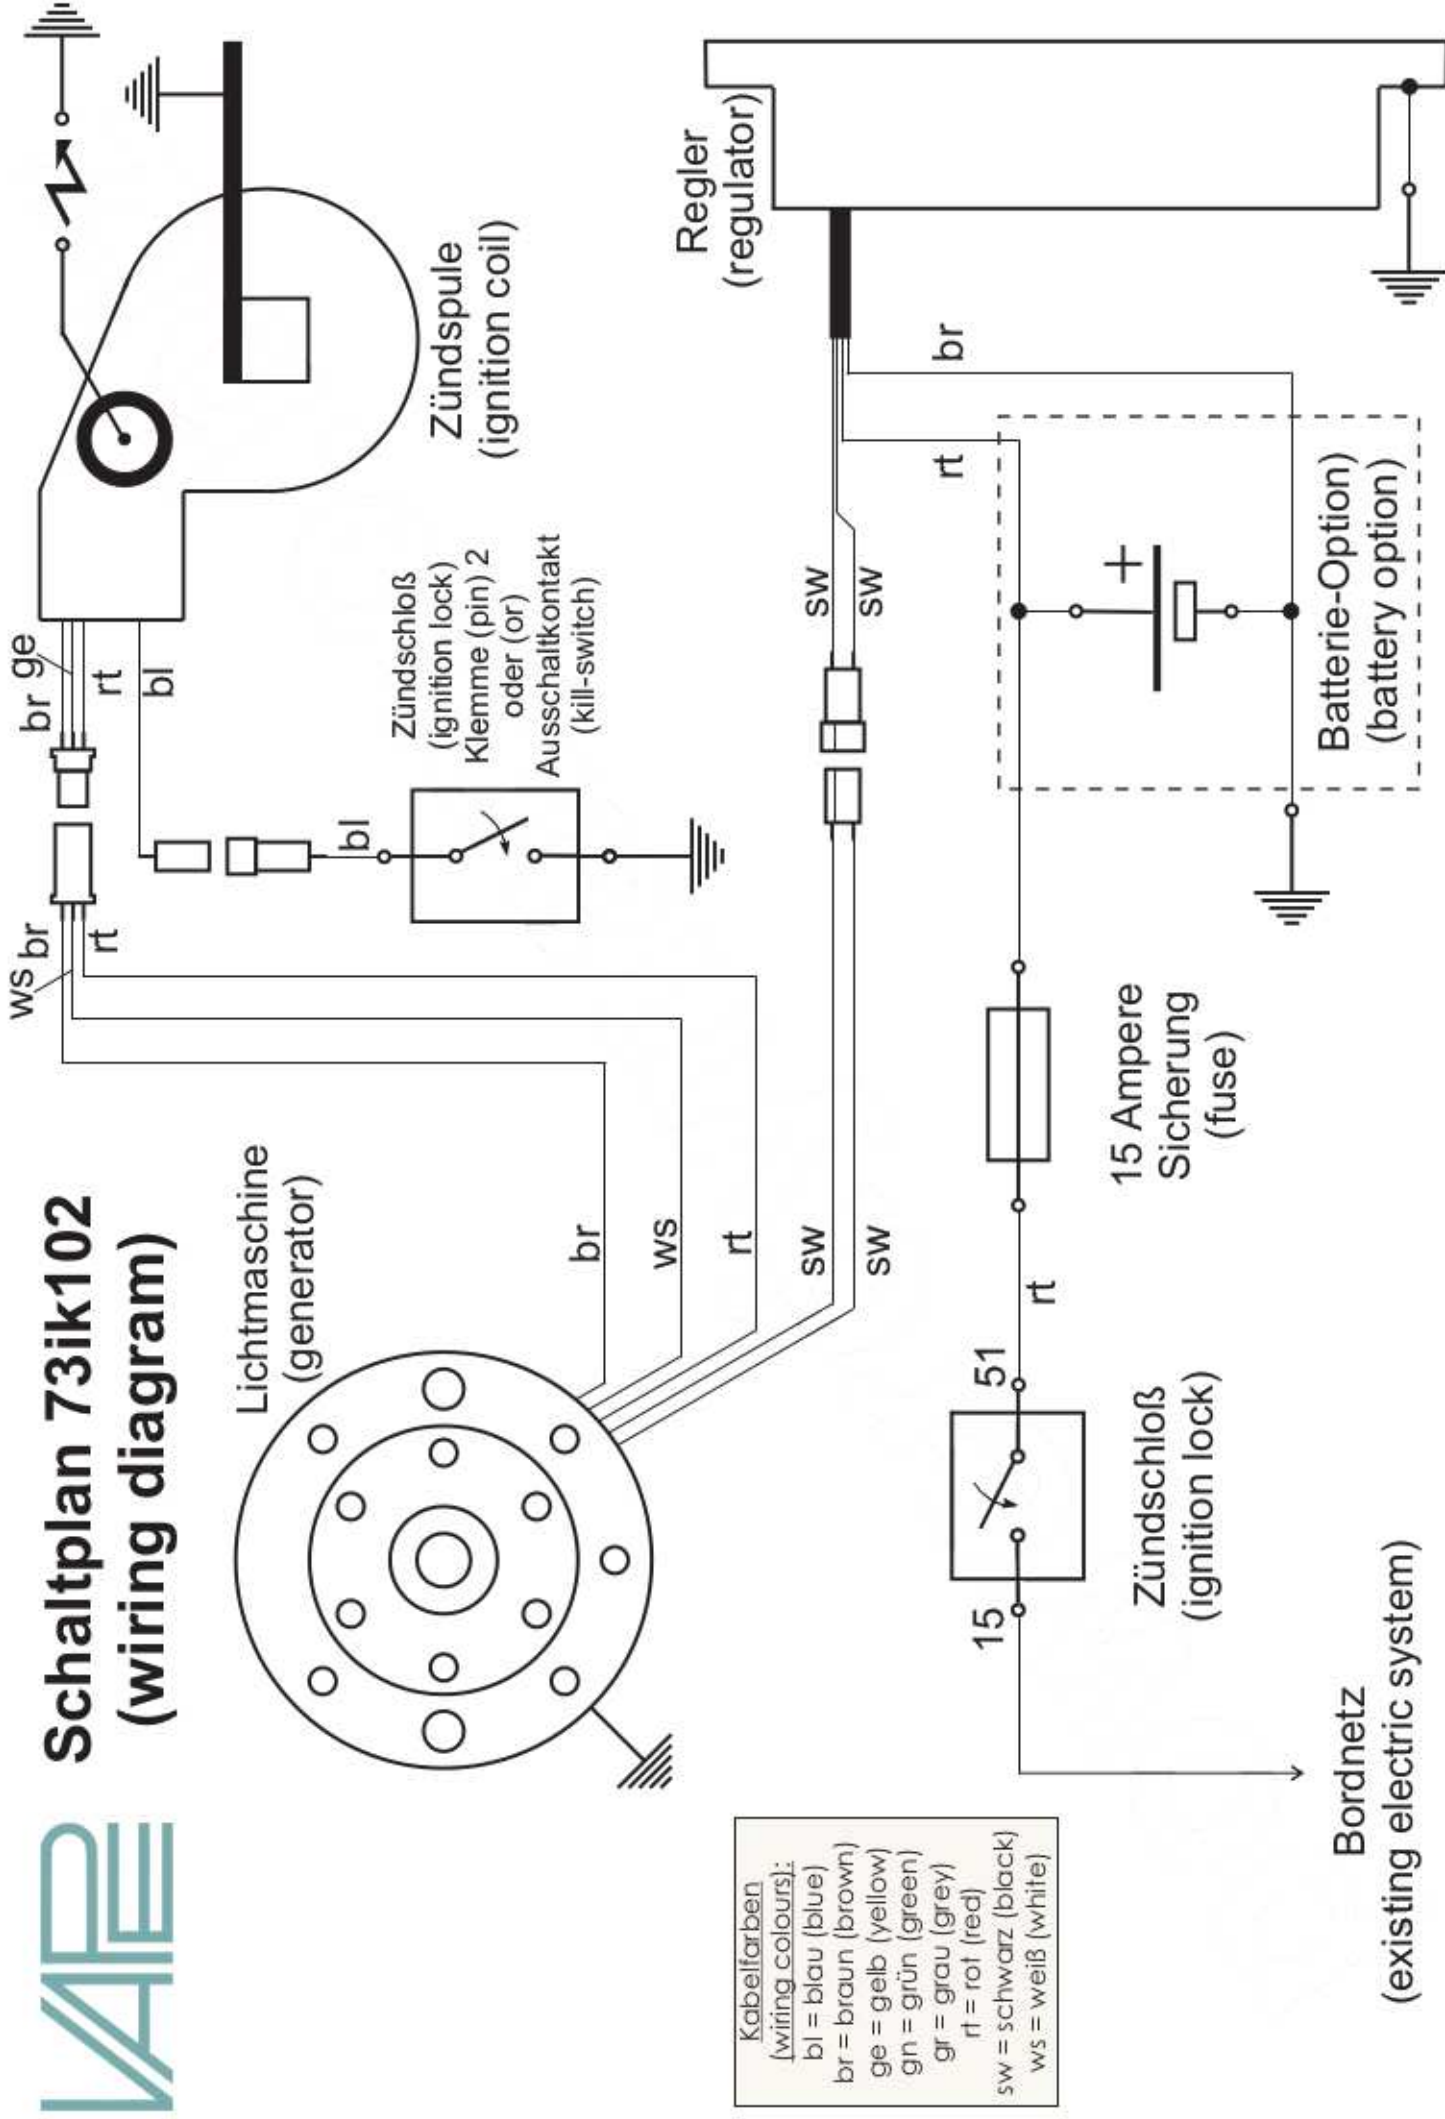 VAPE
Schaltplan 73ik102
(wiring diagram)
Lichtmaschine
(generator)
ws
br
rt
br
ge
rt
bl
bl
Zündschloß
(ignition lock)
Klemme (pin) 2
oder (or)
Ausschaltkontakt
(kill-switch)
Zündspule
(ignition coil)
br
ws
rt
sw
sw
sw
sw
Regler
(regulator)
rt
br
Kabelfarben
(wiring colours):
bl = blau (blue)
br = braun (brown)
ge = gelb (yellow)
gn = grün (green)
gr = grau (grey)
rt = rot (red)
sw = schwarz (black)
ws = weiß (white)
15
51
rt
Zündschloß
(ignition lock)
15 Ampere
Sicherung
(fuse)
+
Batterie-Option)
(battery option)
Bordnetz
(existing electric system)